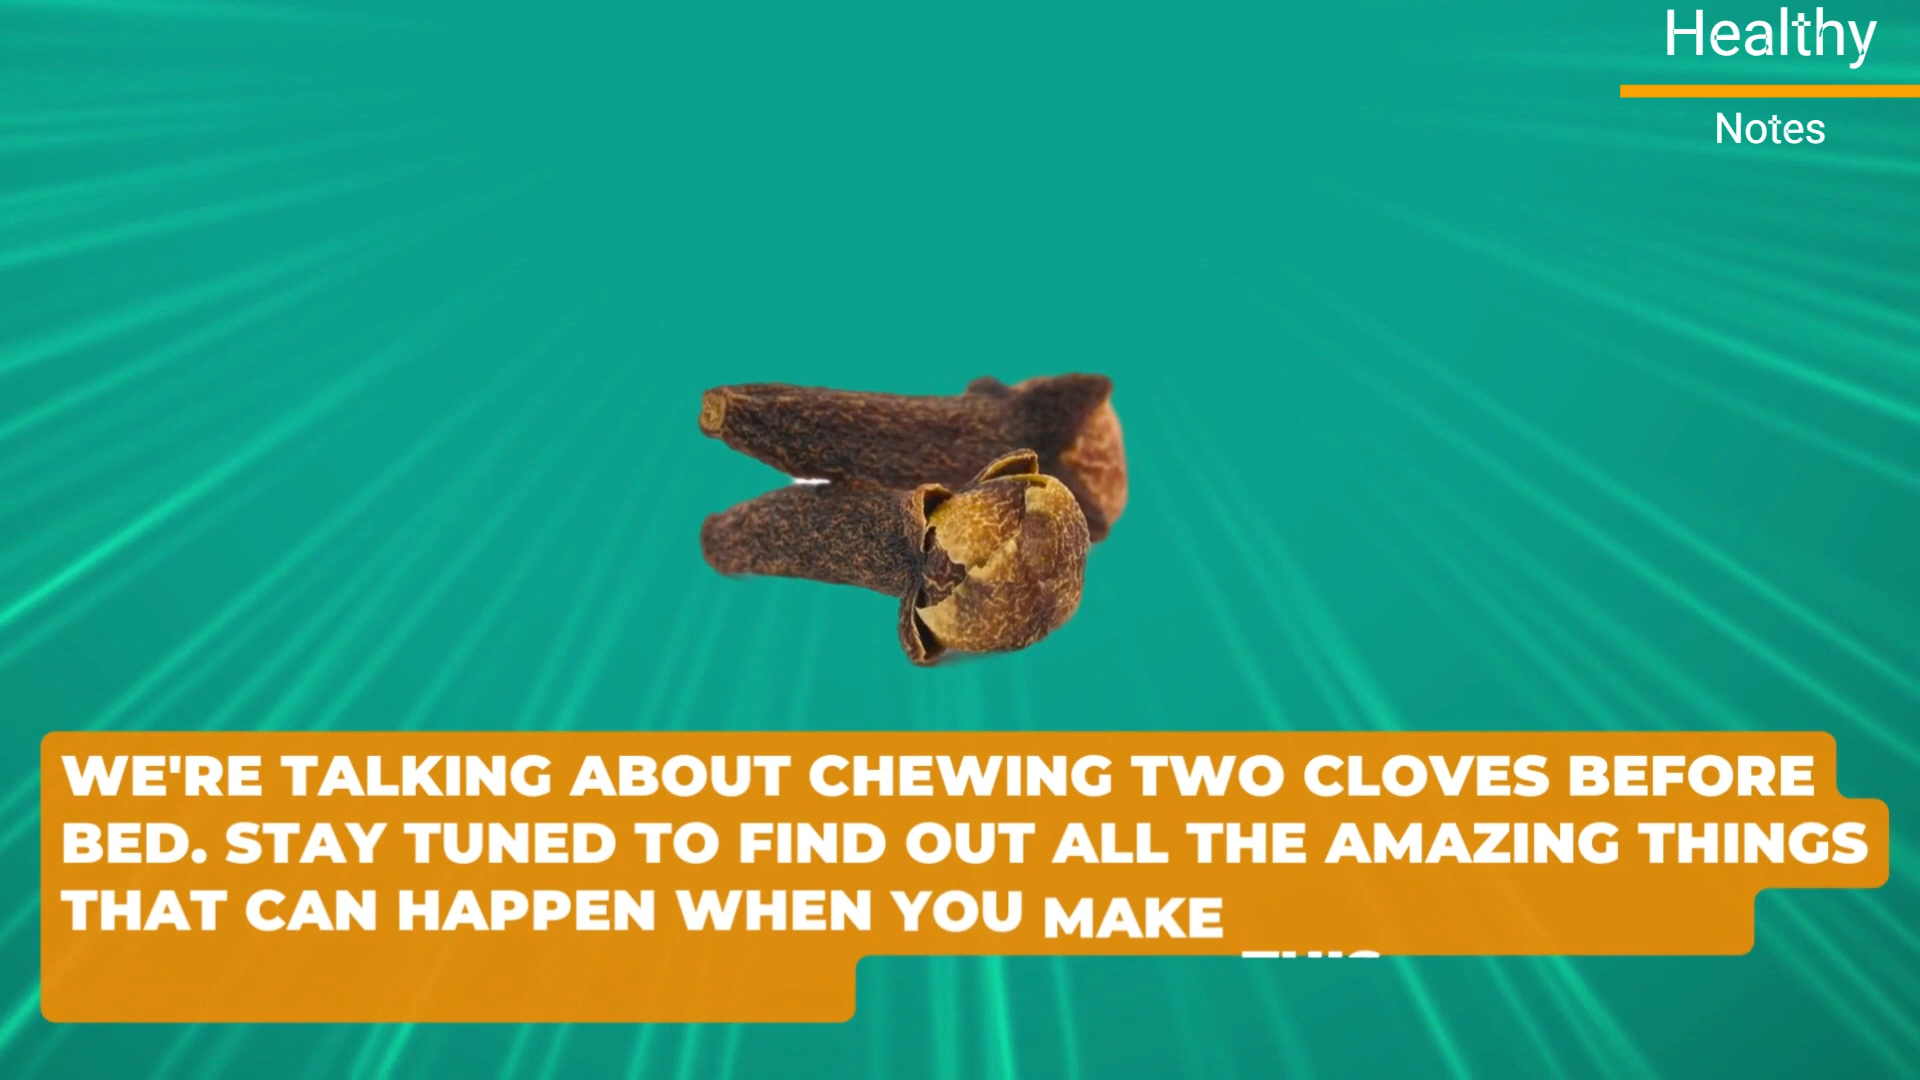 Healthy
Notes
WE'RE TALKING ABOUT CHEWING TWO CLOVES BEFORE
BED. STAY TUNED TO FIND OUT ALL THE AMAZING THINGS
THAT CAN HAPPEN WHEN YOU MAKE